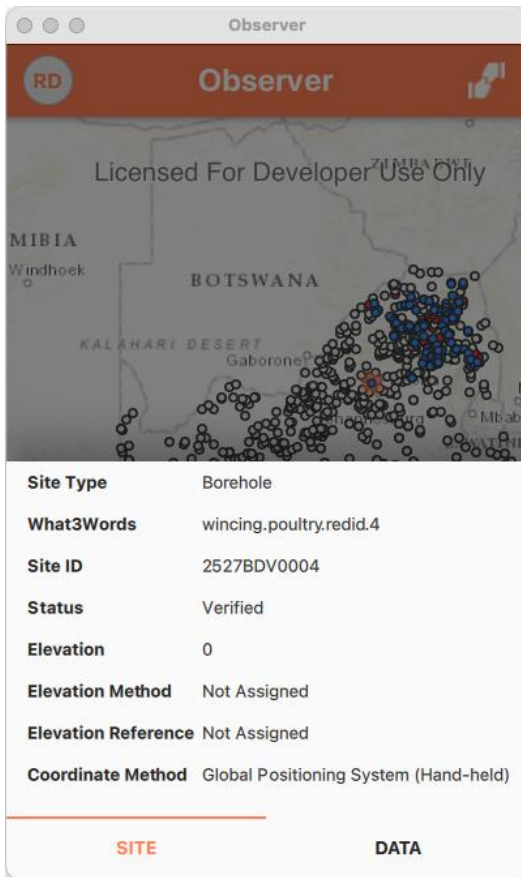 Observer
RD
Observer
Licensed For Developer Use Only
MIBIA
Windhoek
BOTSWANA
KALAHARI DESERT
Gaborone
Mbab
Site Type Borehole
What3Words wincing.poultry.redid.4
Site ID 2527BDV0004
Status Verified
Elevation 0
Elevation Method Not Assigned
Elevation Reference Not Assigned
Coordinate Method Global Positioning System (Hand-held)
SITE DATA